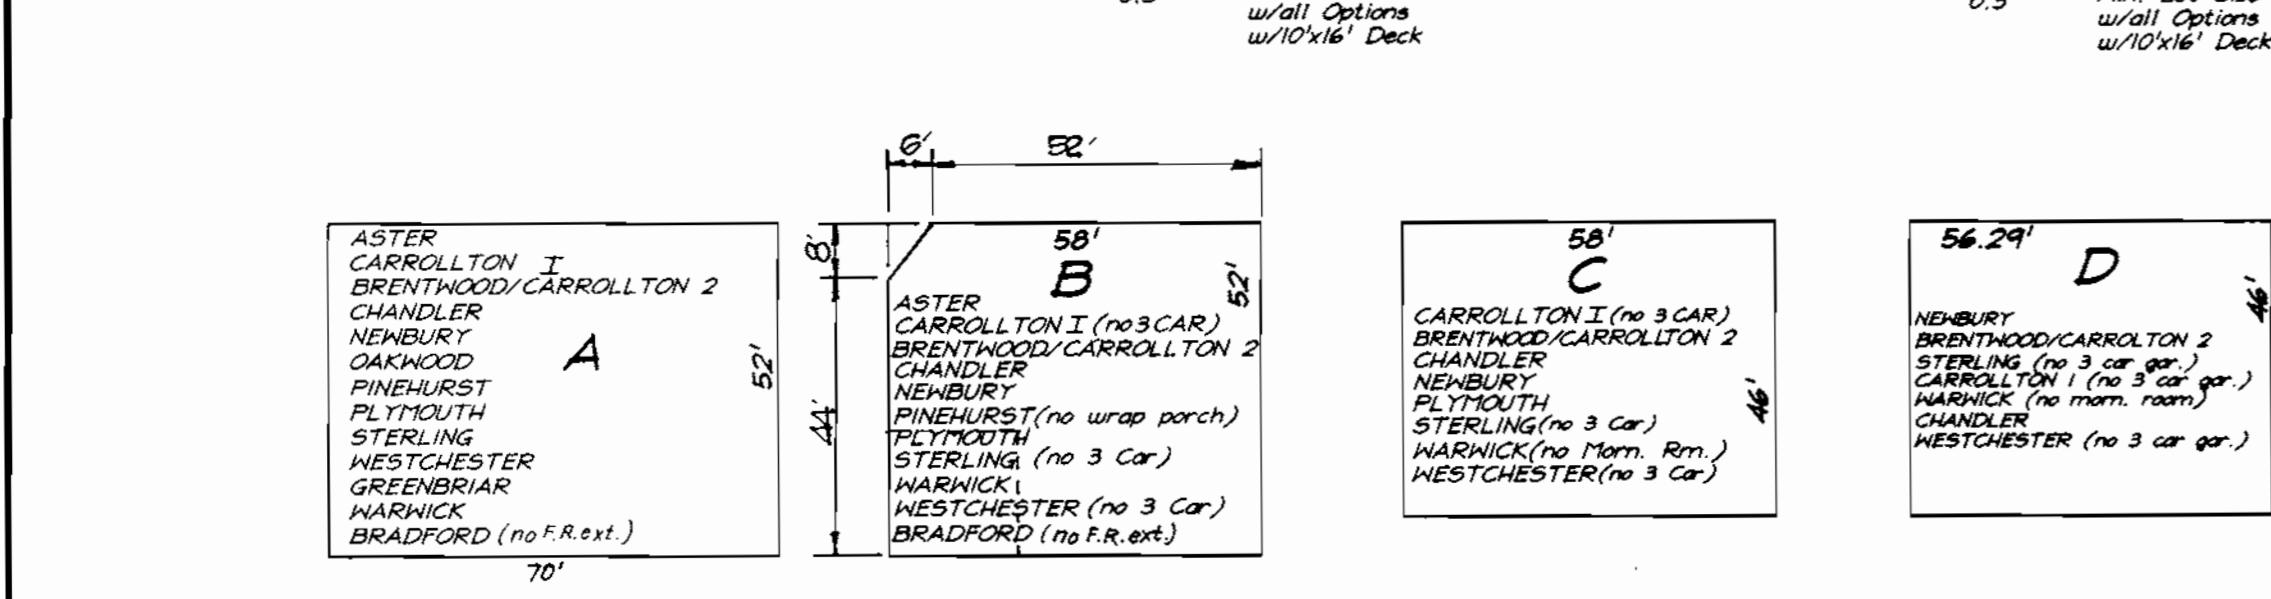 w/all Options
w/10'x16' Deck
w/all Options
w/10'x16' Deck
ASTER
CARROLLTON I
BRENTWOOD/CARROLLTON 2
CHANDLER
NEWBURY
OAKWOOD
PINEHURST
PLYMOUTH
STERLING
WESTCHESTER
GREENBRIAR
WARWICK
BRADFORD (no F.R.ext.)
A
52'
70'
6'
52'
8'
44'
58'
B
52'
ASTER
CARROLLTON I (no 3 CAR)
BRENTWOOD/CARROLLTON 2
CHANDLER
NEWBURY
PINEHURST(no wrap porch)
PLYMOUTH
STERLING (no 3 Car)
WARWICK
WESTCHESTER (no 3 Car)
BRADFORD (no F.R.ext.)
58'
C
CARROLLTON I (no 3 CAR)
BRENTWOOD/CARROLLTON 2
CHANDLER
NEWBURY
PLYMOUTH
STERLING(no 3 Car)
WARWICK(no Morn. Rm.)
WESTCHESTER(no 3 Car)
46'
56.29'
D
46'
NEWBURY
BRENTWOOD/CARROLTON 2
STERLING (no 3 car gar.)
CARROLLTON 1 (no 3 car gar.)
WARWICK (no morn. room)
CHANDLER
WESTCHESTER (no 3 car gar.)